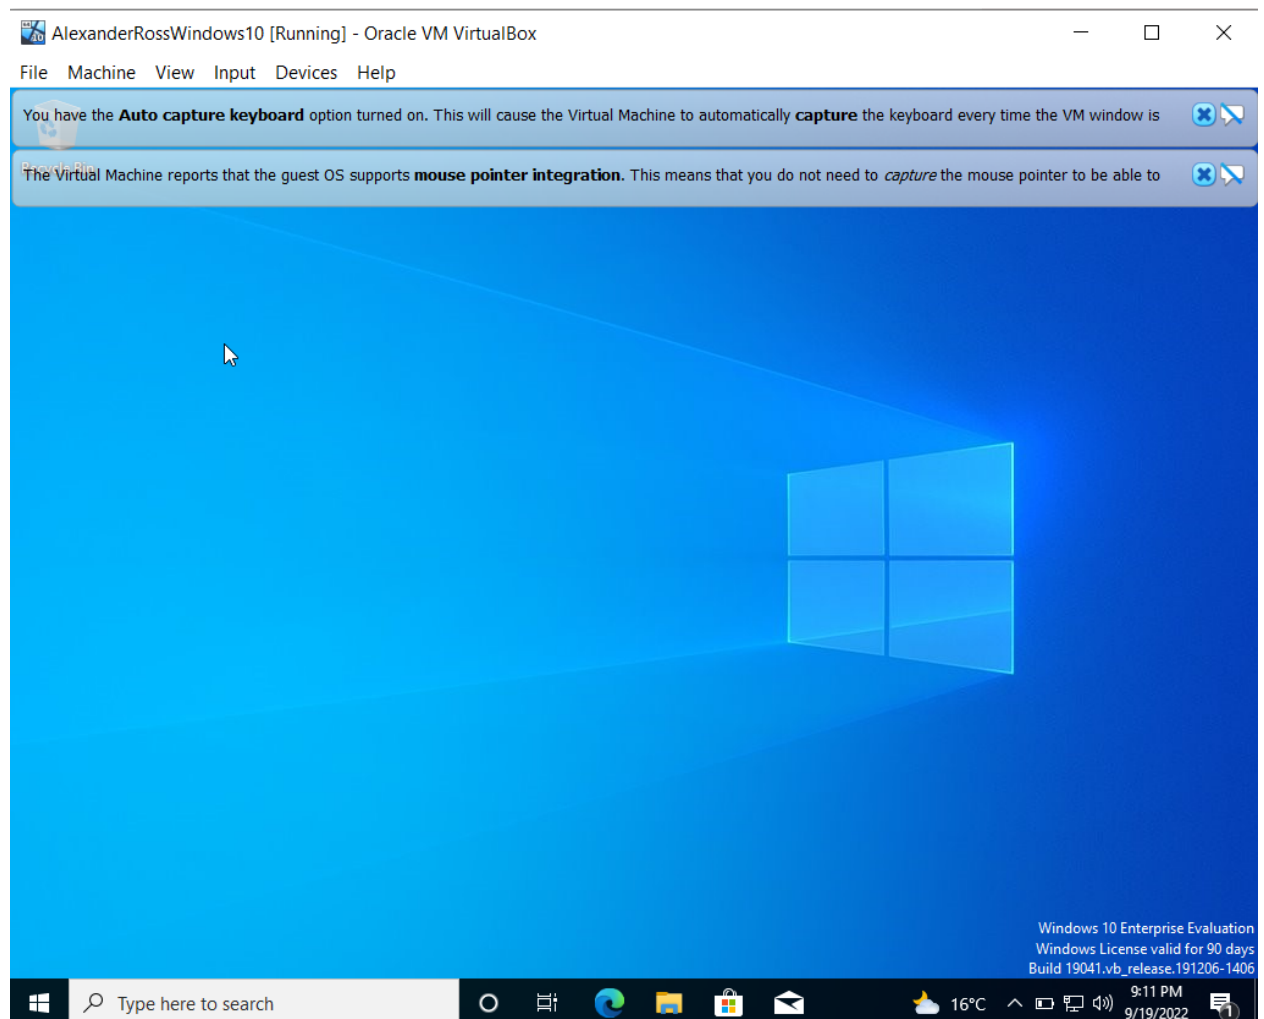 AlexanderRossWindows10 [Running] - Oracle VM VirtualBox
File Machine View Input Devices Help
You have the Auto capture keyboard option turned on. This will cause the Virtual Machine to automatically capture the keyboard every time the VM window is
Recycle Bin
The Virtual Machine reports that the guest OS supports mouse pointer integration. This means that you do not need to capture the mouse pointer to be able to
Windows 10 Enterprise Evaluation
Windows License valid for 90 days
Build 19041.vb_release.191206-1406
Type here to search
16°C
9:11 PM
9/19/2022
1